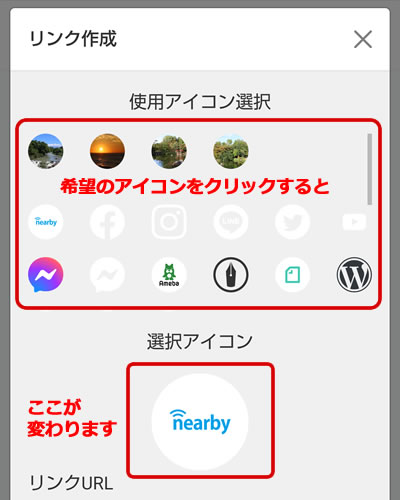 リンク作成
使用アイコン選択
希望のアイコンをクリックすると
nearby
LINE
Ameba
選択アイコン
ここが
変わります
nearby
リンクURL